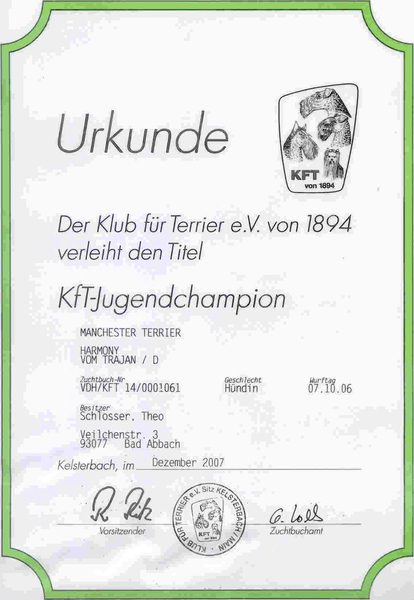 KFT
von 1894
Urkunde
Der Klub für Terrier e.V. von 1894
verleiht den Titel
KfT-Jugendchampion
MANCHESTER TERRIER
HARMONY
VOM TRAJAN / D
Zuchtbuch-Nr Geschlecht Wurftag
VDH/KFT 14/0001061 Hündin 07.10.06
Besitzer
Schlosser, Theo
Veilchenstr. 3
93077 Bad Abbach
Kelsterbach, im Dezember 2007
Vorsitzender Zuchtbuchamt
KLUB FÜR TERRIER e.V. Sitz KELSTERBACH/MAIN
KFT